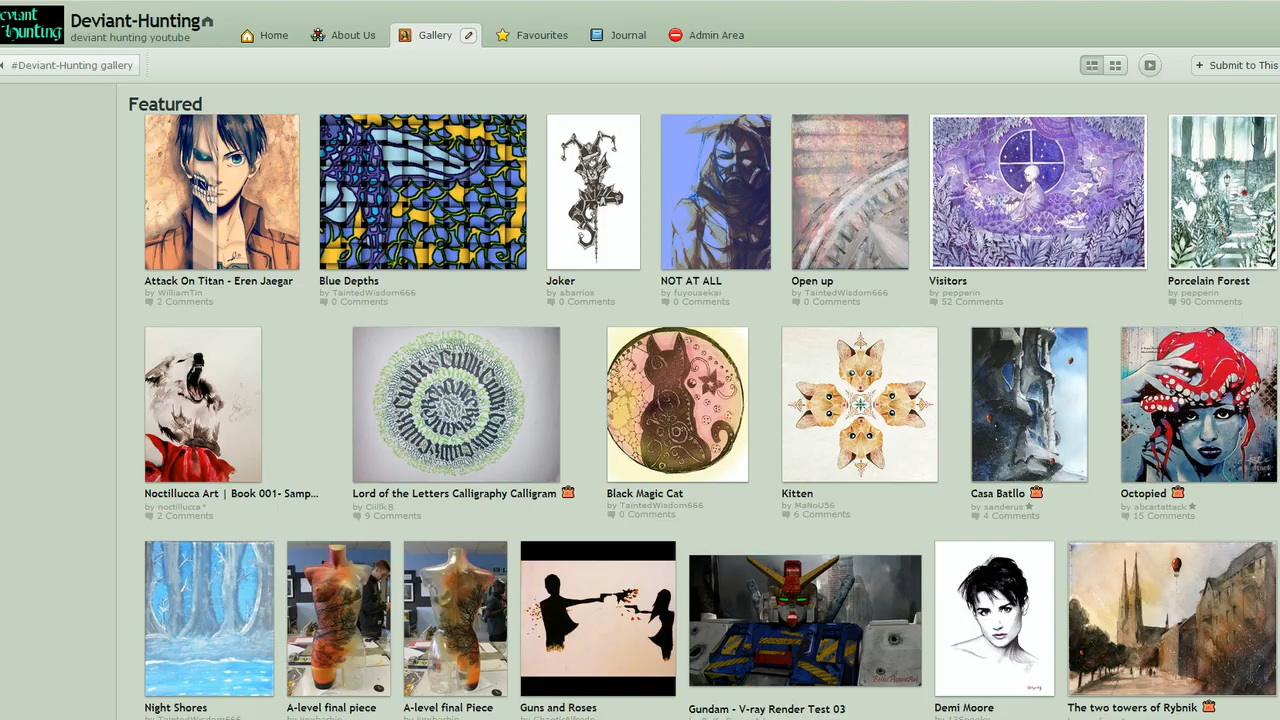 Deviant Hunting
Deviant-Hunting
deviant hunting youtube
Home
About Us
Gallery
Favourites
Journal
Admin Area
#Deviant-Hunting gallery
+ Submit to This
Featured
Attack On Titan - Eren Jaegar
by WilliamTin
2 Comments
Blue Depths
by TaintedWisdom666
0 Comments
Joker
by abarrios
0 Comments
NOT AT ALL
by fuyousekai
0 Comments
Open up
by TaintedWisdom666
0 Comments
Visitors
by pepperin
52 Comments
Porcelain Forest
by pepperin
90 Comments
Noctillucca Art | Book 001- Samp...
by noctillucca*
2 Comments
Lord of the Letters Calligraphy Calligram
9 Comments
Black Magic Cat
by TaintedWisdom666
0 Comments
Kitten
by MaNoU56
6 Comments
Casa Batllo
by sanderus
4 Comments
Octopied
by abcartattack
15 Comments
Night Shores
by TaintedWisdom666
A-level final piece
A-level final Piece
Guns and Roses
Gundam - V-ray Render Test 03
Demi Moore
The two towers of Rybnik